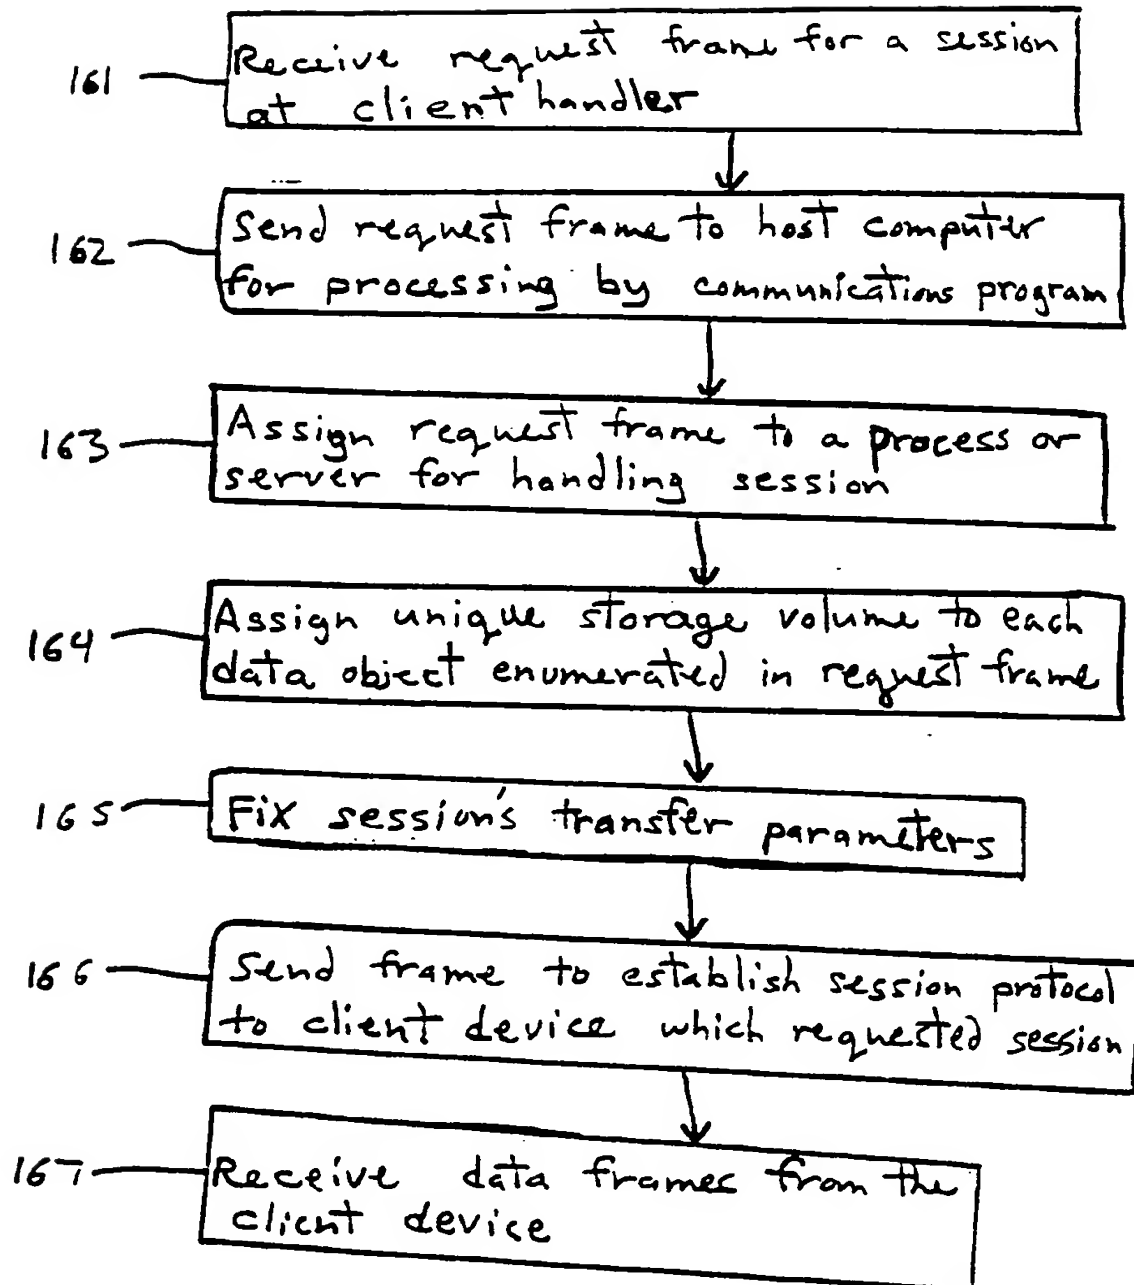 161
Receive request frame for a session
at client handler
162
Send request frame to host computer
for processing by communications program
163
Assign request frame to a process or
server for handling session
164
Assign unique storage volume to each
data object enumerated in request frame
165
Fix session's transfer parameters
166
Send frame to establish session protocol
to client device which requested session
167
Receive data frames from the
client device